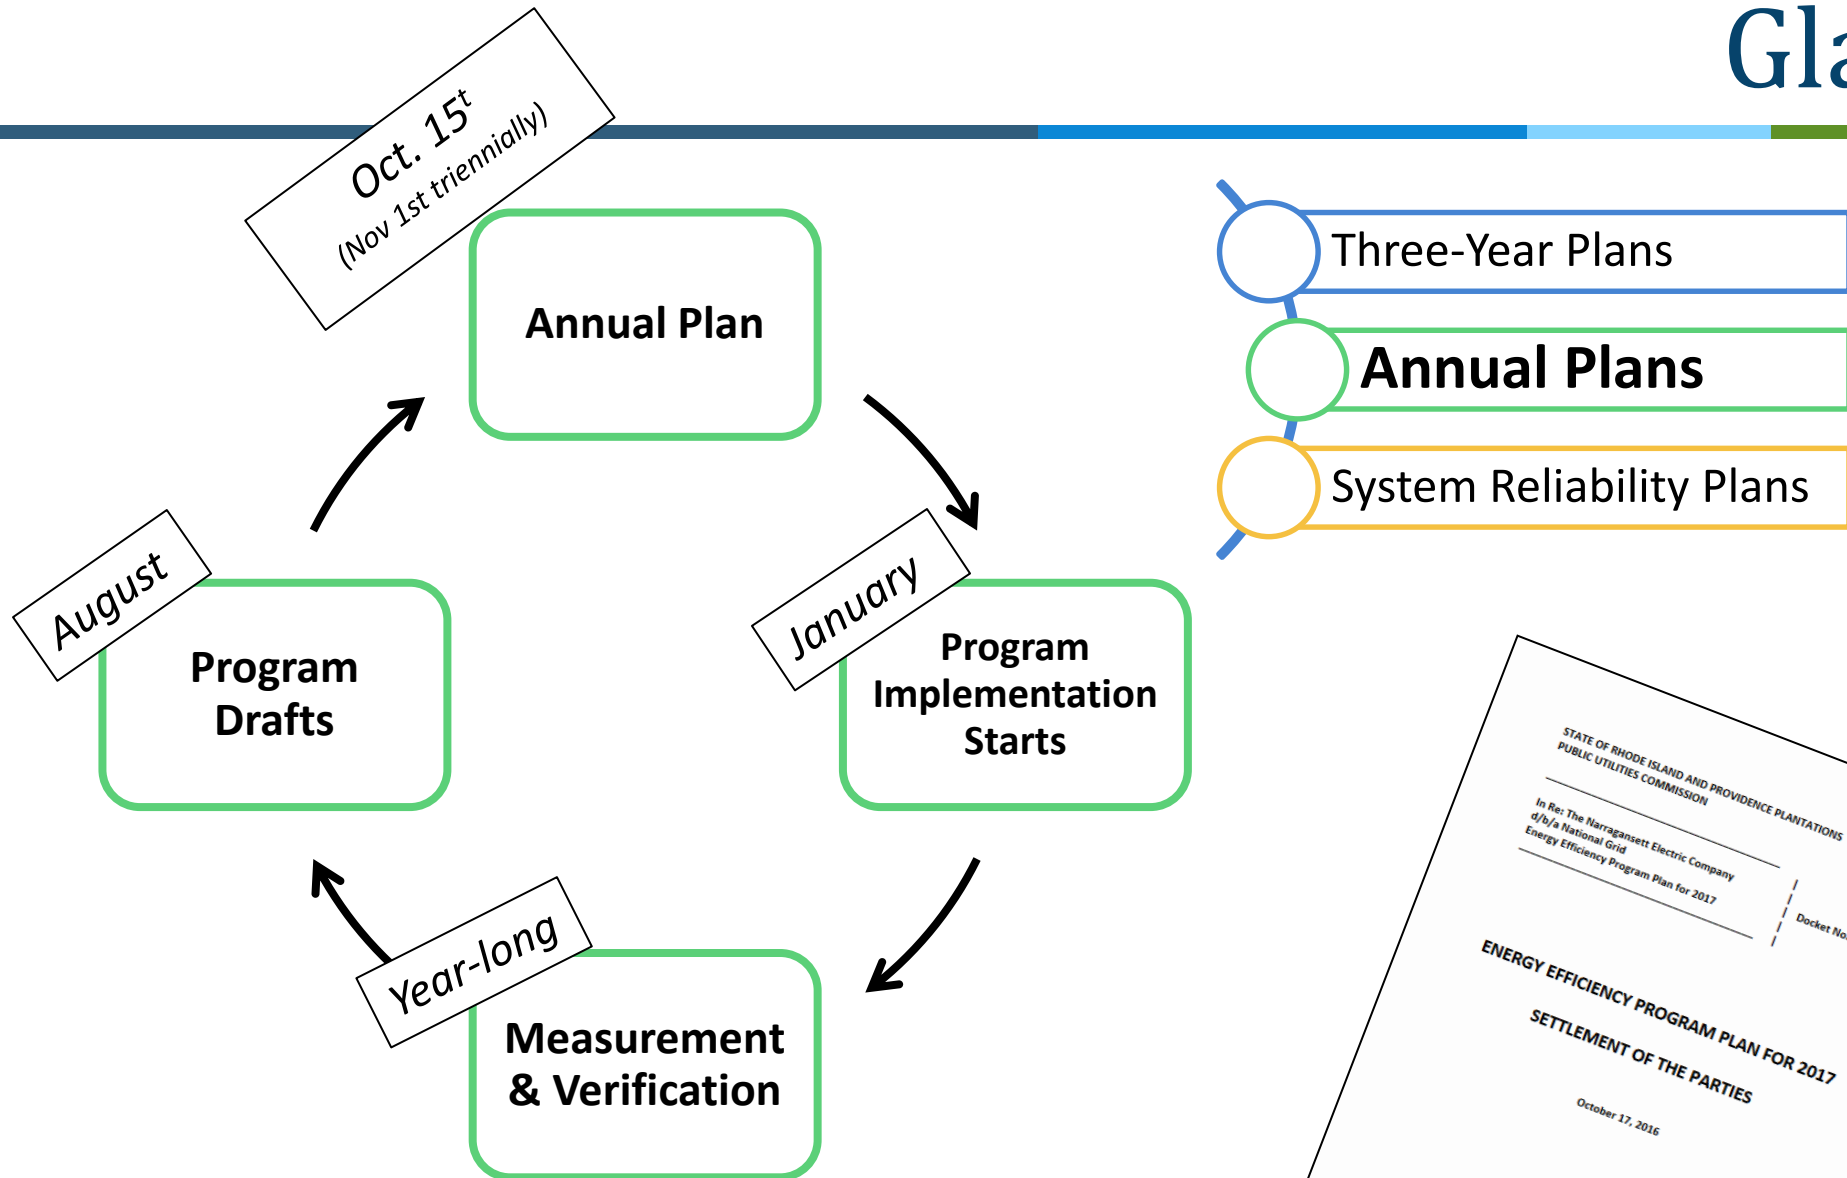 Gla
Oct. 15t
(Nov 1st triennially)
Annual Plan
August
Program
Drafts
January
Program
Implementation
Starts
Year-long
Measurement
& Verification
Three-Year Plans
Annual Plans
System Reliability Plans
STATE OF RHODE ISLAND AND PROVIDENCE PLANTATIONS
PUBLIC UTILITIES COMMISSION
In Re: The Narragansett Electric Company
d/b/a National Grid
Energy Efficiency Program Plan for 2017
Docket No.
ENERGY EFFICIENCY PROGRAM PLAN FOR 2017
SETTLEMENT OF THE PARTIES
October 17, 2016